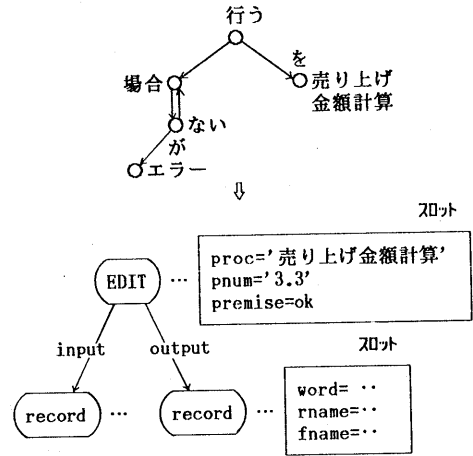 行う
を
場合
売り上げ
金額計算
ない
が
エラー
⇩
スロット
proc='売り上げ金額計算'
EDIT
…
pnum='3.3'
premise=ok
input
output
スロット
record
…
record
…
word= ‥
rname=‥
fname=‥